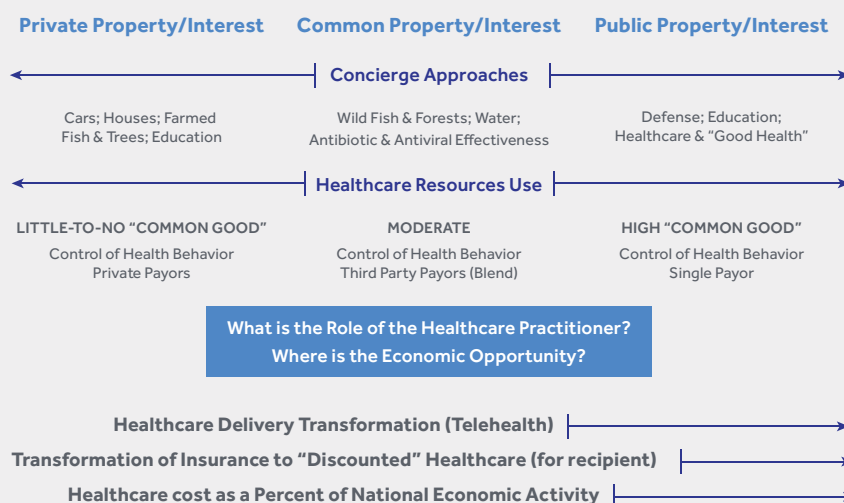 Private Property/Interest
Common Property/Interest
Public Property/Interest
Concierge Approaches
Cars; Houses; Farmed
Fish & Trees; Education
Wild Fish & Forests; Water;
Antibiotic & Antiviral Effectiveness
Defense; Education;
Healthcare & “Good Health”
Healthcare Resources Use
LITTLE-TO-NO “COMMON GOOD”
Control of Health Behavior
Private Payors
MODERATE
Control of Health Behavior
Third Party Payors (Blend)
HIGH “COMMON GOOD”
Control of Health Behavior
Single Payor
What is the Role of the Healthcare Practitioner?
Where is the Economic Opportunity?
Healthcare Delivery Transformation (Telehealth)
Transformation of Insurance to “Discounted” Healthcare (for recipient)
Healthcare cost as a Percent of National Economic Activity